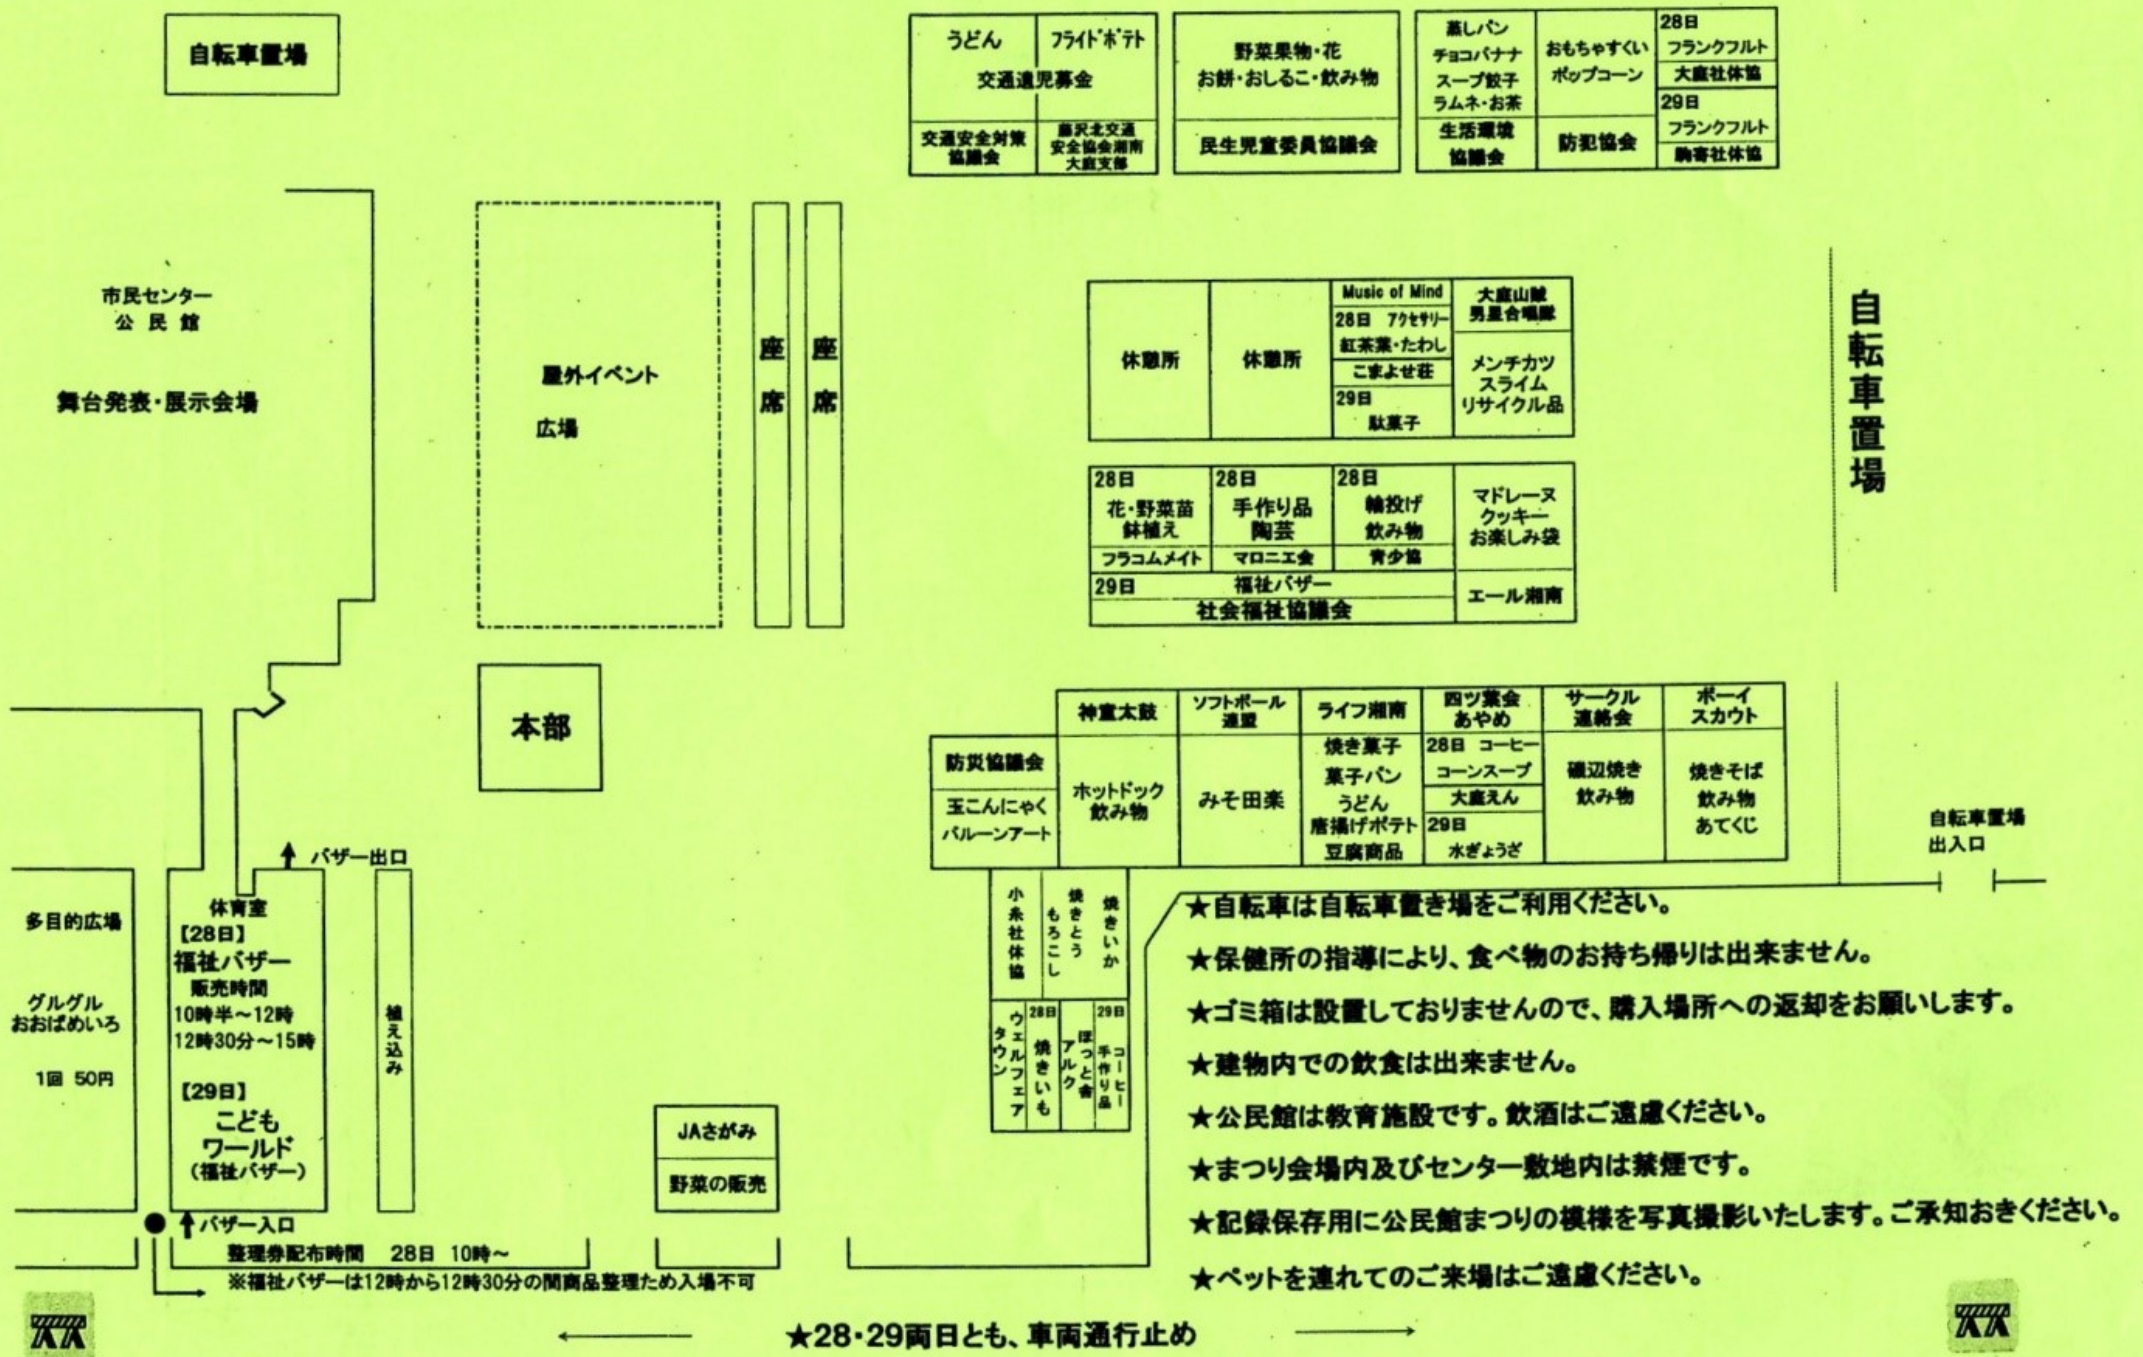 自転車置場
うどん
フライドポテト
交通遺児募金
交通安全対策
協議会
藤沢北交通
安全協会湘南
大庭支部
野菜果物・花
お餅・おしるこ・飲み物
民生児童委員協議会
蒸しパン
チョコバナナ
スープ餃子
ラムネ・お茶
生活環境
協議会
おもちゃすくい
ポップコーン
防犯協会
28日
フランクフルト
大庭社体協
29日
フランクフルト
駒寄社体協
市民センター
公民館
舞台発表・展示会場
屋外イベント
広場
座席
座席
休憩所
休憩所
Music of Mind
28日 アクセサリー
紅茶葉・たわし
こまよせ荘
29日
駄菓子
大庭山賊
男星合唱隊
メンチカツ
スライム
リサイクル品
自転車置場
28日
花・野菜苗
鉢植え
フラコムメイト
28日
手作り品
陶芸
マロニエ会
28日
輪投げ
飲み物
青少協
29日 福祉バザー
社会福祉協議会
マドレーヌ
クッキー
お楽しみ袋
エール湘南
本部
防災協議会
玉こんにゃく
バルーンアート
神童太鼓
ホットドック
飲み物
ソフトボール
連盟
みそ田楽
ライフ湘南
焼き菓子
菓子パン
うどん
唐揚げポテト
豆腐商品
四ツ葉会
あやめ
28日 コーヒー
コーンスープ
大庭えん
29日
水ぎょうざ
サークル
連絡会
磯辺焼き
飲み物
ボーイ
スカウト
焼きそば
飲み物
あてくじ
自転車置場
出入口
小糸社体協
焼きとう
もろこし
焼きいか
ウェルフェア
タウン
28日
焼きいも
ほっと舎
アルク
29日
コーヒー
手作り品
バザー出口
多目的広場
グルグル
おおばめいろ
1回 50円
体育室
【28日】
福祉バザー
販売時間
10時半～12時
12時30分～15時
【29日】
こども
ワールド
(福祉バザー)
植え込み
JAさがみ
野菜の販売
バザー入口
整理券配布時間 28日 10時～
※福祉バザーは12時から12時30分の間商品整理ため入場不可
★自転車は自転車置き場をご利用ください。
★保健所の指導により、食べ物のお持ち帰りは出来ません。
★ゴミ箱は設置しておりませんので、購入場所への返却をお願いします。
★建物内での飲食は出来ません。
★公民館は教育施設です。飲酒はご遠慮ください。
★まつり会場内及びセンター敷地内は禁煙です。
★記録保存用に公民館まつりの模様を写真撮影いたします。ご承知おきください。
★ペットを連れてのご来場はご遠慮ください。
★28・29両日とも、車両通行止め